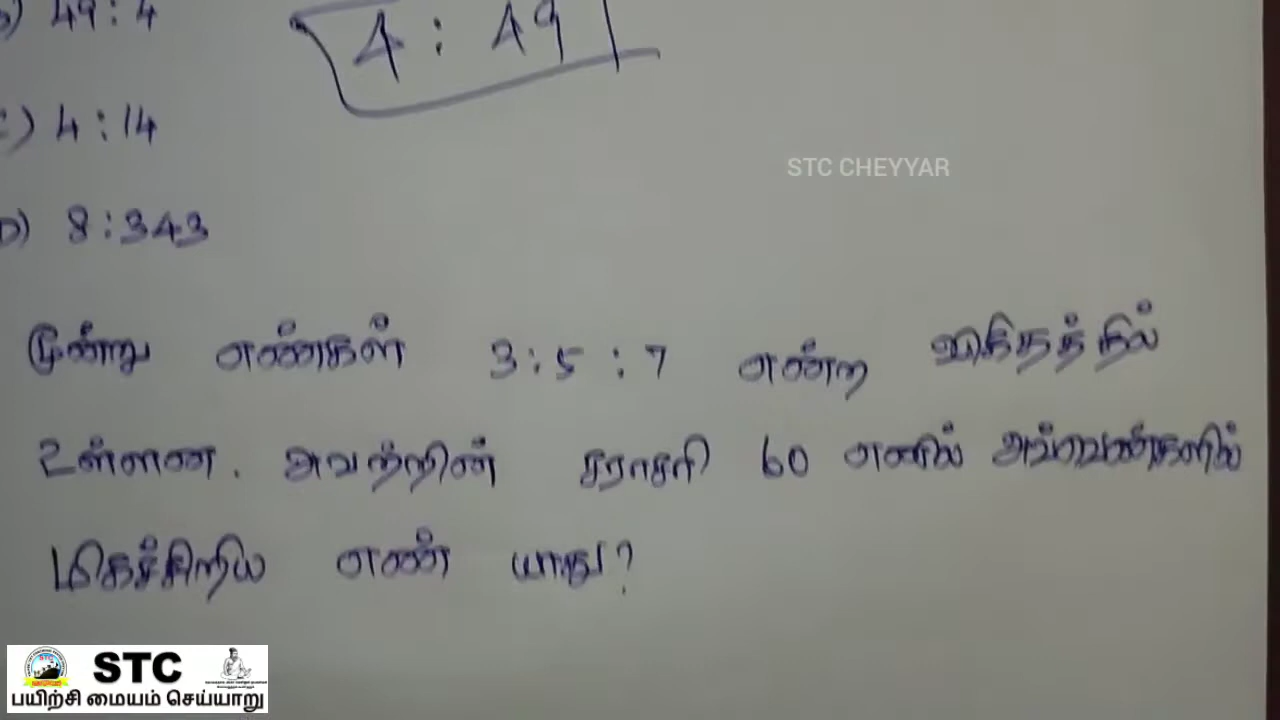 b) 49 : 4
4 : 49
c) 4 : 14
STC CHEYYAR
D) 8 : 343
மூன்று எண்கள் 3 : 5 : 7 என்ற விகிதத்தில்
உள்ளன. அவற்றின் சராசரி 60 எனில் அவ்வெண்களில்
மிகச்சிறிய எண் யாது?
STC
பயிற்சி மையம் செய்யாறு